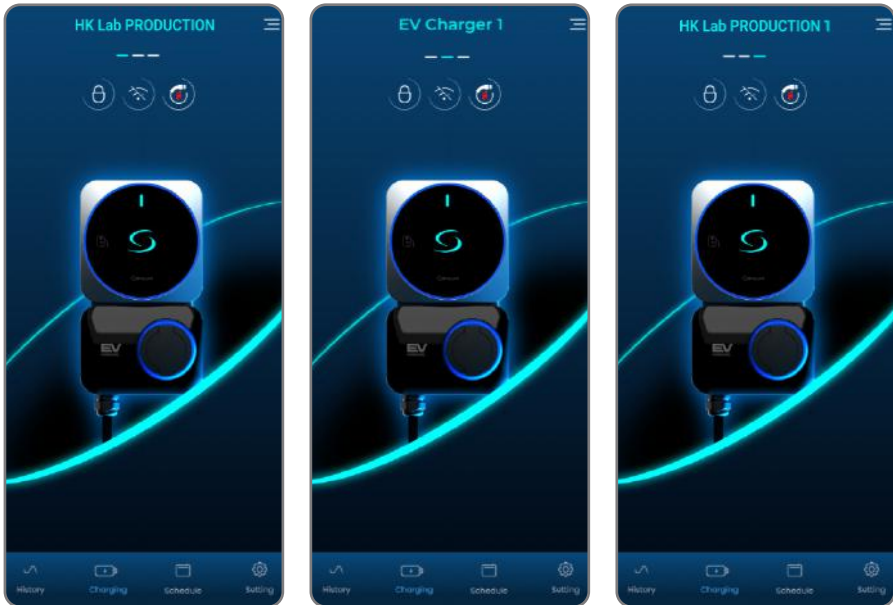 HK Lab PRODUCTION
EV
History Charging Schedule Setting
EV Charger 1
EV
History Charging Schedule Setting
HK Lab PRODUCTION 1
EV
History Charging Schedule Setting